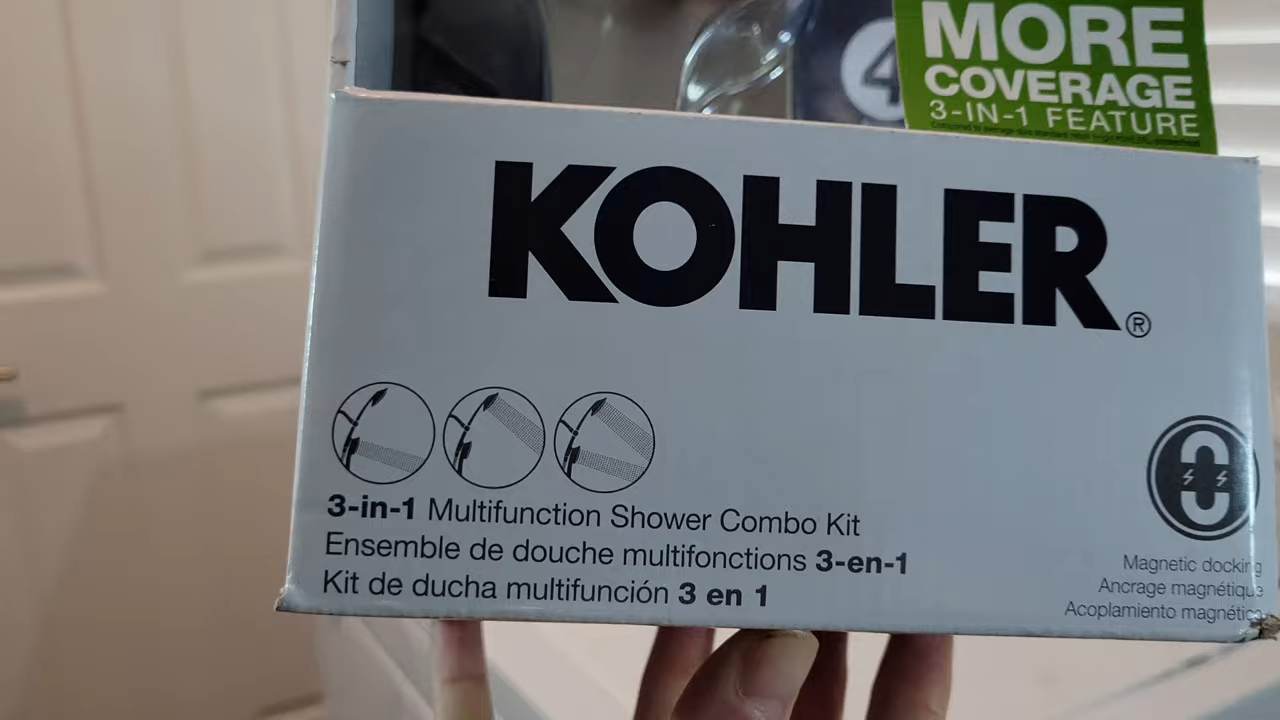 4
MORE
COVERAGE
3-IN-1 FEATURE
KOHLER®
3-in-1 Multifunction Shower Combo Kit
Ensemble de douche multifonctions 3-en-1
Kit de ducha multifunción 3 en 1
Magnetic docking
Ancrage magnétique
Acoplamiento magnético